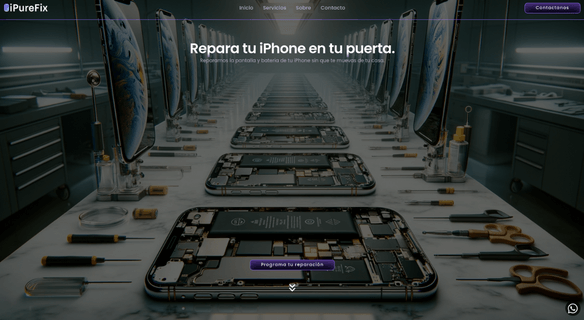 iPureFix
Inicio Servicios Sobre Contacto
Contactanos
Repara tu iPhone en tu puerta.
Reparamos la pantalla y batería de tu iPhone sin que te muevas de tu casa.
Programa tu reparación